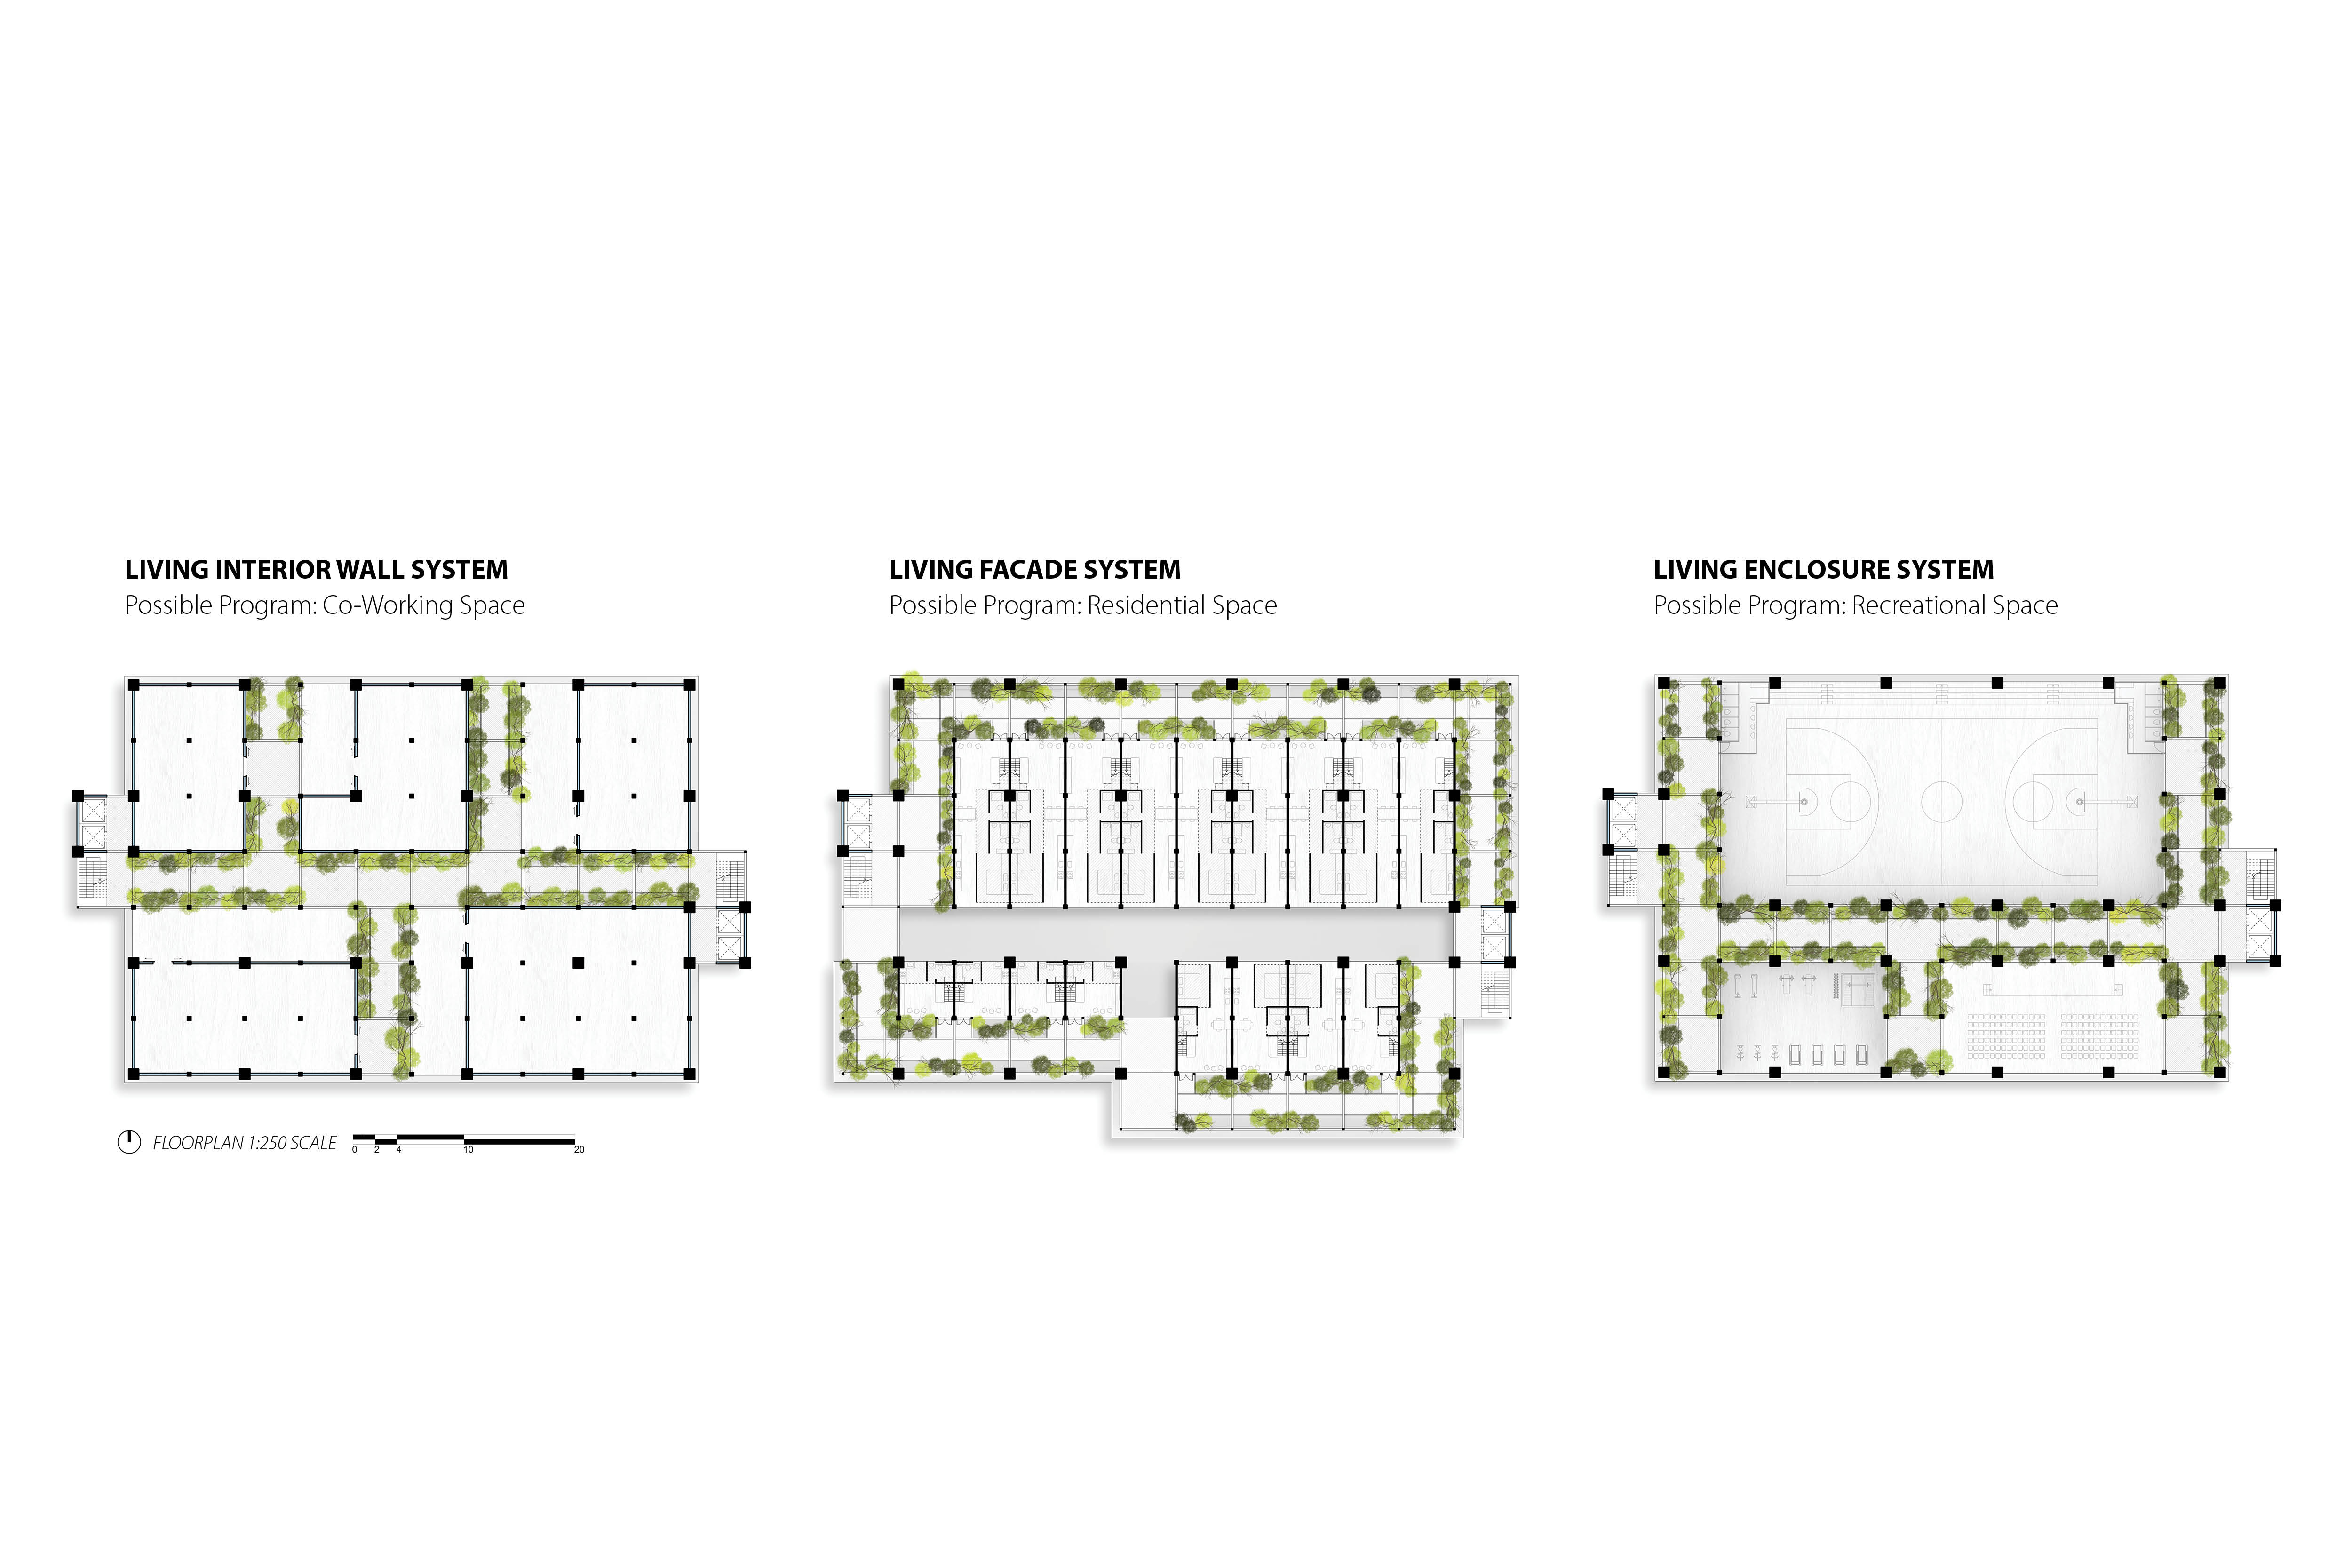 LIVING INTERIOR WALL SYSTEM
Possible Program: Co-Working Space
LIVING FACADE SYSTEM
Possible Program: Residential Space
LIVING ENCLOSURE SYSTEM
Possible Program: Recreational Space
FLOORPLAN 1:250 SCALE
0 2 4 10 20